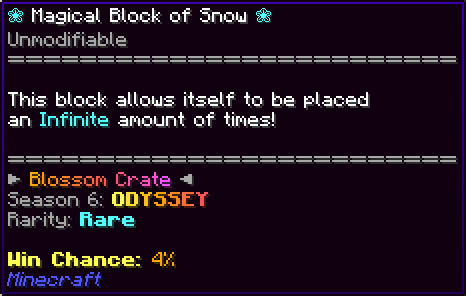 ❀ Magical Block of Snow ❀
Unmodifiable
================================
This block allows itself to be placed
an Infinite amount of times!
================================
► Blossom Crate ◄
Season 6: ODYSSEY
Rarity: Rare
Win Chance: 4%
Minecraft